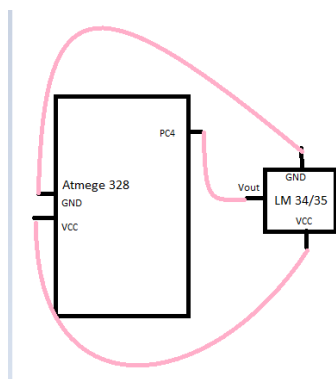 PC4
Atmege 328
GND
VCC
GND
Vout
LM 34/35
VCC